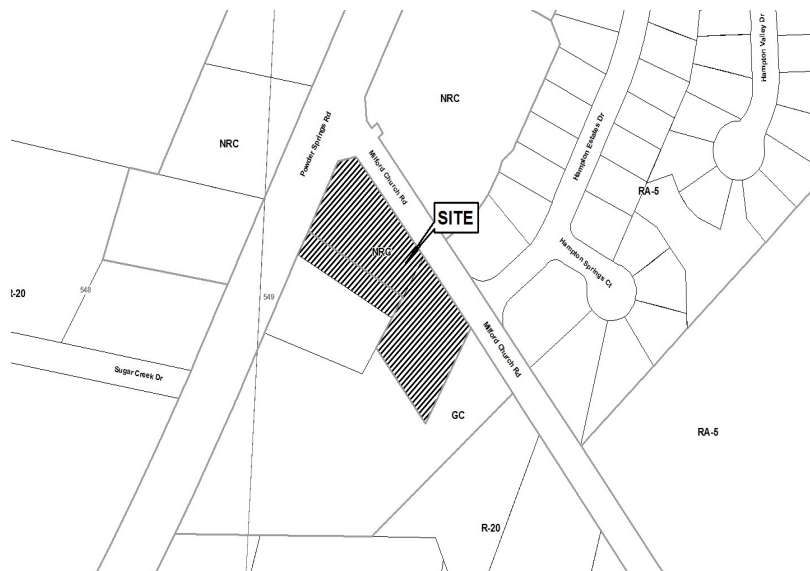 Hampton Valley Dr
NRC
Powder Springs Rd
NRC
Hampton Estates Dr
Milford Church Rd
RA-5
SITE
NRC
Hampton Springs Ct
R-20
548
549
Milford Church Rd
Sugar Creek Dr
GC
RA-5
R-20